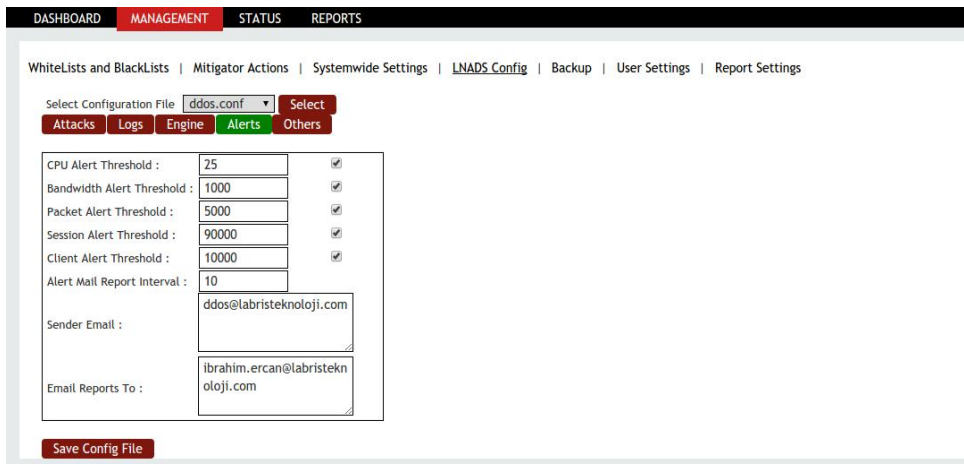 DASHBOARD MANAGEMENT STATUS REPORTS
WhiteLists and BlackLists | Mitigator Actions | Systemwide Settings | LNADS Config | Backup | User Settings | Report Settings
Select Configuration File ddos.conf Select
Attacks Logs Engine Alerts Others
CPU Alert Threshold : 25
Bandwidth Alert Threshold : 1000
Packet Alert Threshold : 5000
Session Alert Threshold : 90000
Client Alert Threshold : 10000
Alert Mail Report Interval : 10
Sender Email : ddos@labristeknoloji.com
Email Reports To : ibrahim.ercan@labristekn
oloji.com
Save Config File